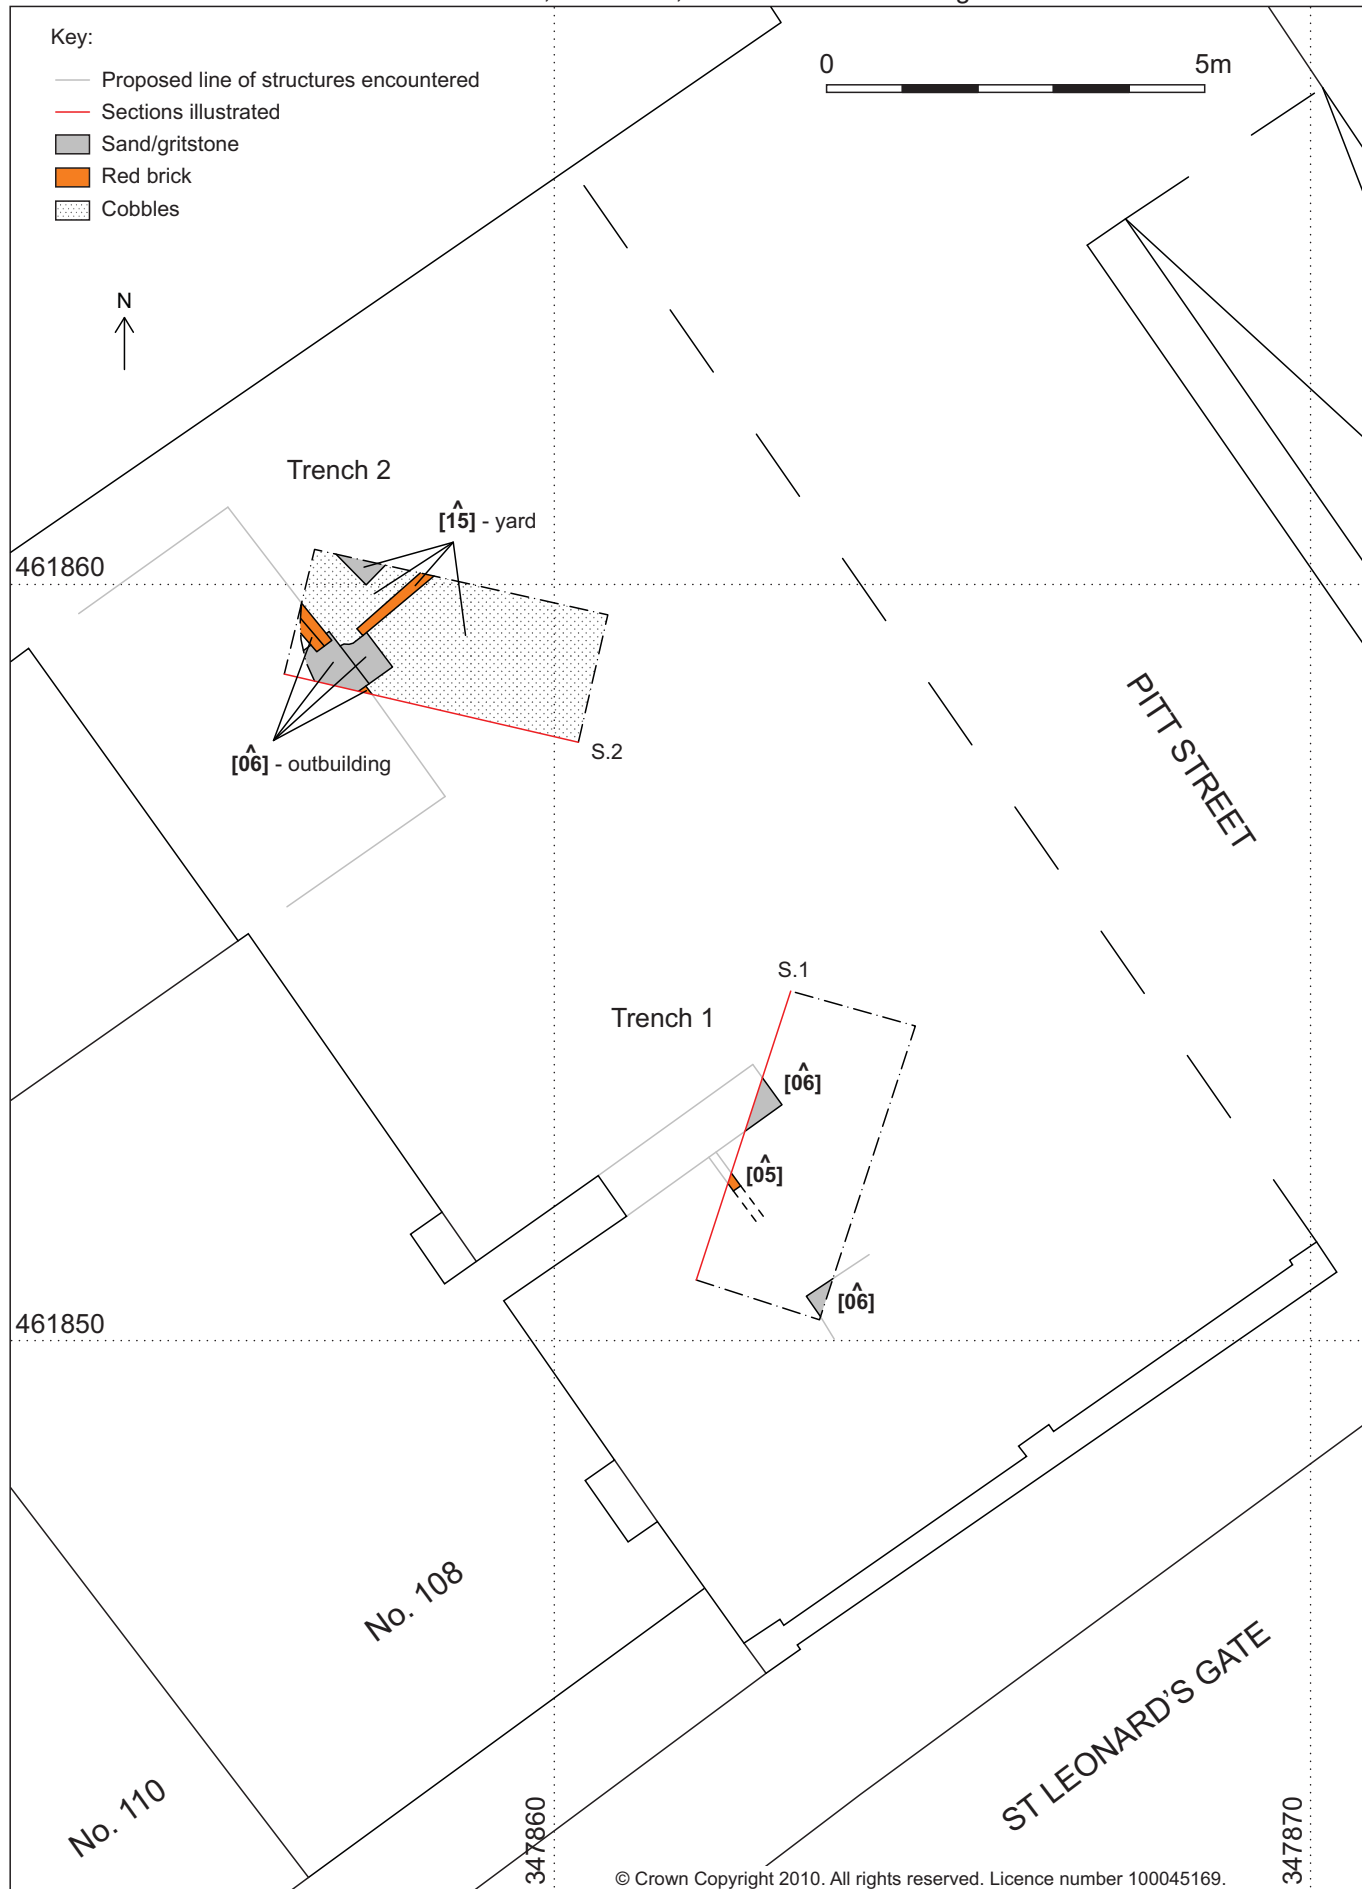 Key:
Proposed line of structures encountered
Sections illustrated
Sand/gritstone
Red brick
Cobbles
0 5m
N
Trench 2
[15] - yard
461860
S.2
[06] - outbuilding
PITT STREET
S.1
Trench 1
[06]
[05]
[06]
461850
No. 108
ST LEONARD'S GATE
No. 110
347860
347870
© Crown Copyright 2010. All rights reserved. Licence number 100045169.